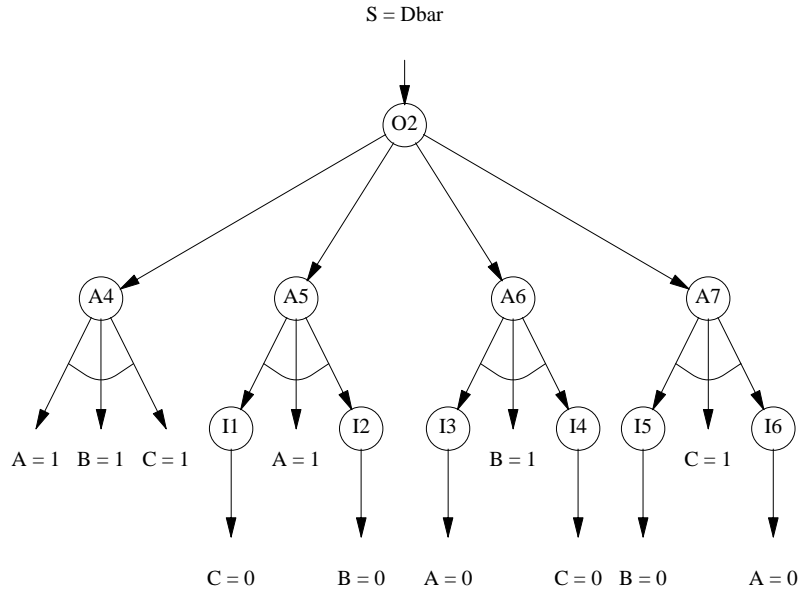 S = Dbar
O2
A4 A5 A6 A7
I1 I2 I3 I4 I5 I6
A = 1 B = 1 C = 1 A = 1 B = 1 C = 1
C = 0 B = 0 A = 0 C = 0 B = 0 A = 0